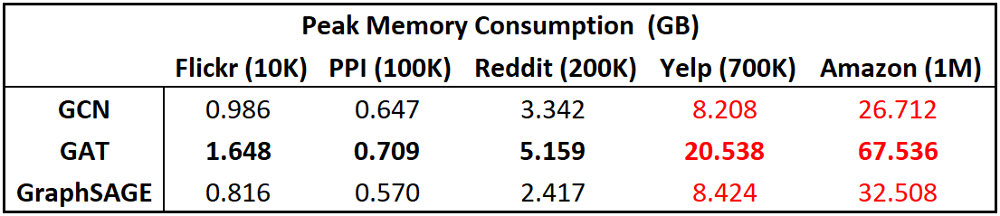 Peak Memory Consumption (GB)
Flickr (10K) PPI (100K) Reddit (200K) Yelp (700K) Amazon (1M)
GCN 0.986 0.647 3.342 8.208 26.712
GAT 1.648 0.709 5.159 20.538 67.536
GraphSAGE 0.816 0.570 2.417 8.424 32.508